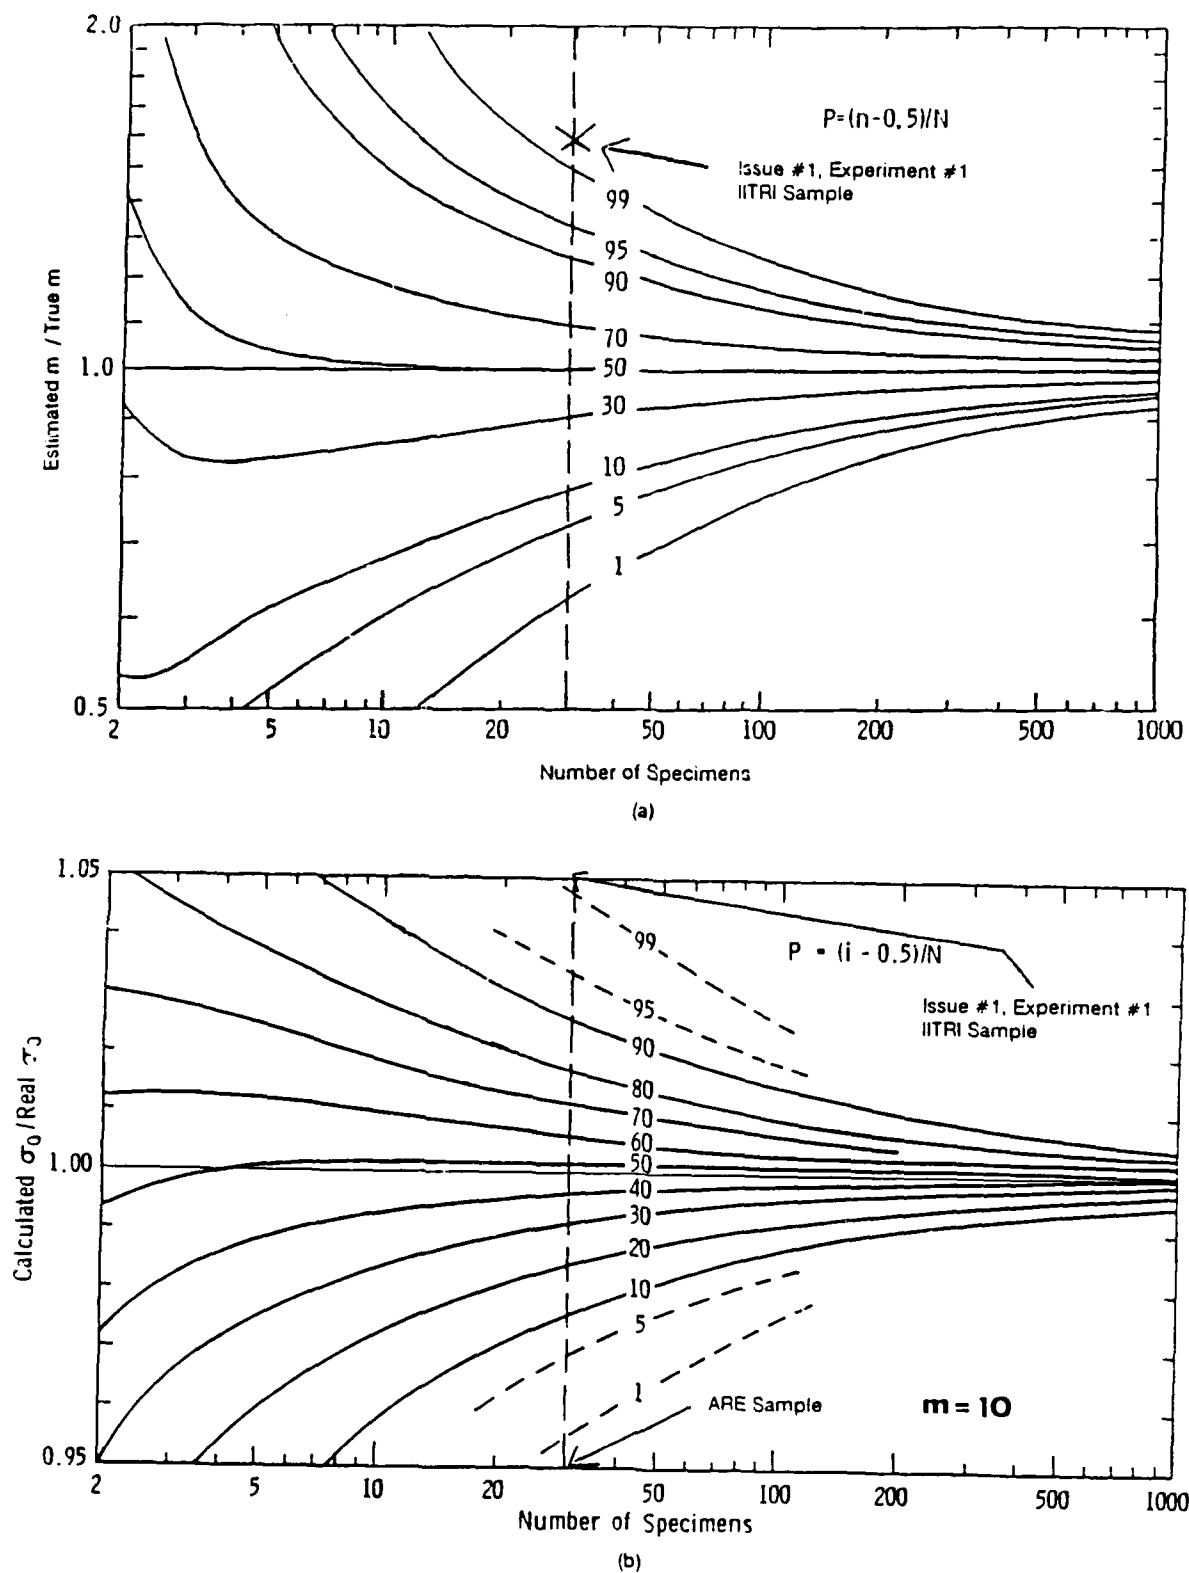 2.0
P=(n-0.5)/N
Issue #1, Experiment #1
IITRI Sample
99
95
90
70
1.0
50
30
10
5
1
0.5
Estimated m / True m
2 5 10 20 50 100 200 500 1000
Number of Specimens
(a)
1.05
99
P = (i - 0.5)/N
Issue #1, Experiment #1
IITRI Sample
95
90
80
70
60
1.00
50
40
30
20
10
5
1
ARE Sample
m = 10
0.95
Calculated σ0/Real σ0
2 5 10 20 50 100 200 500 1000
Number of Specimens
(b)